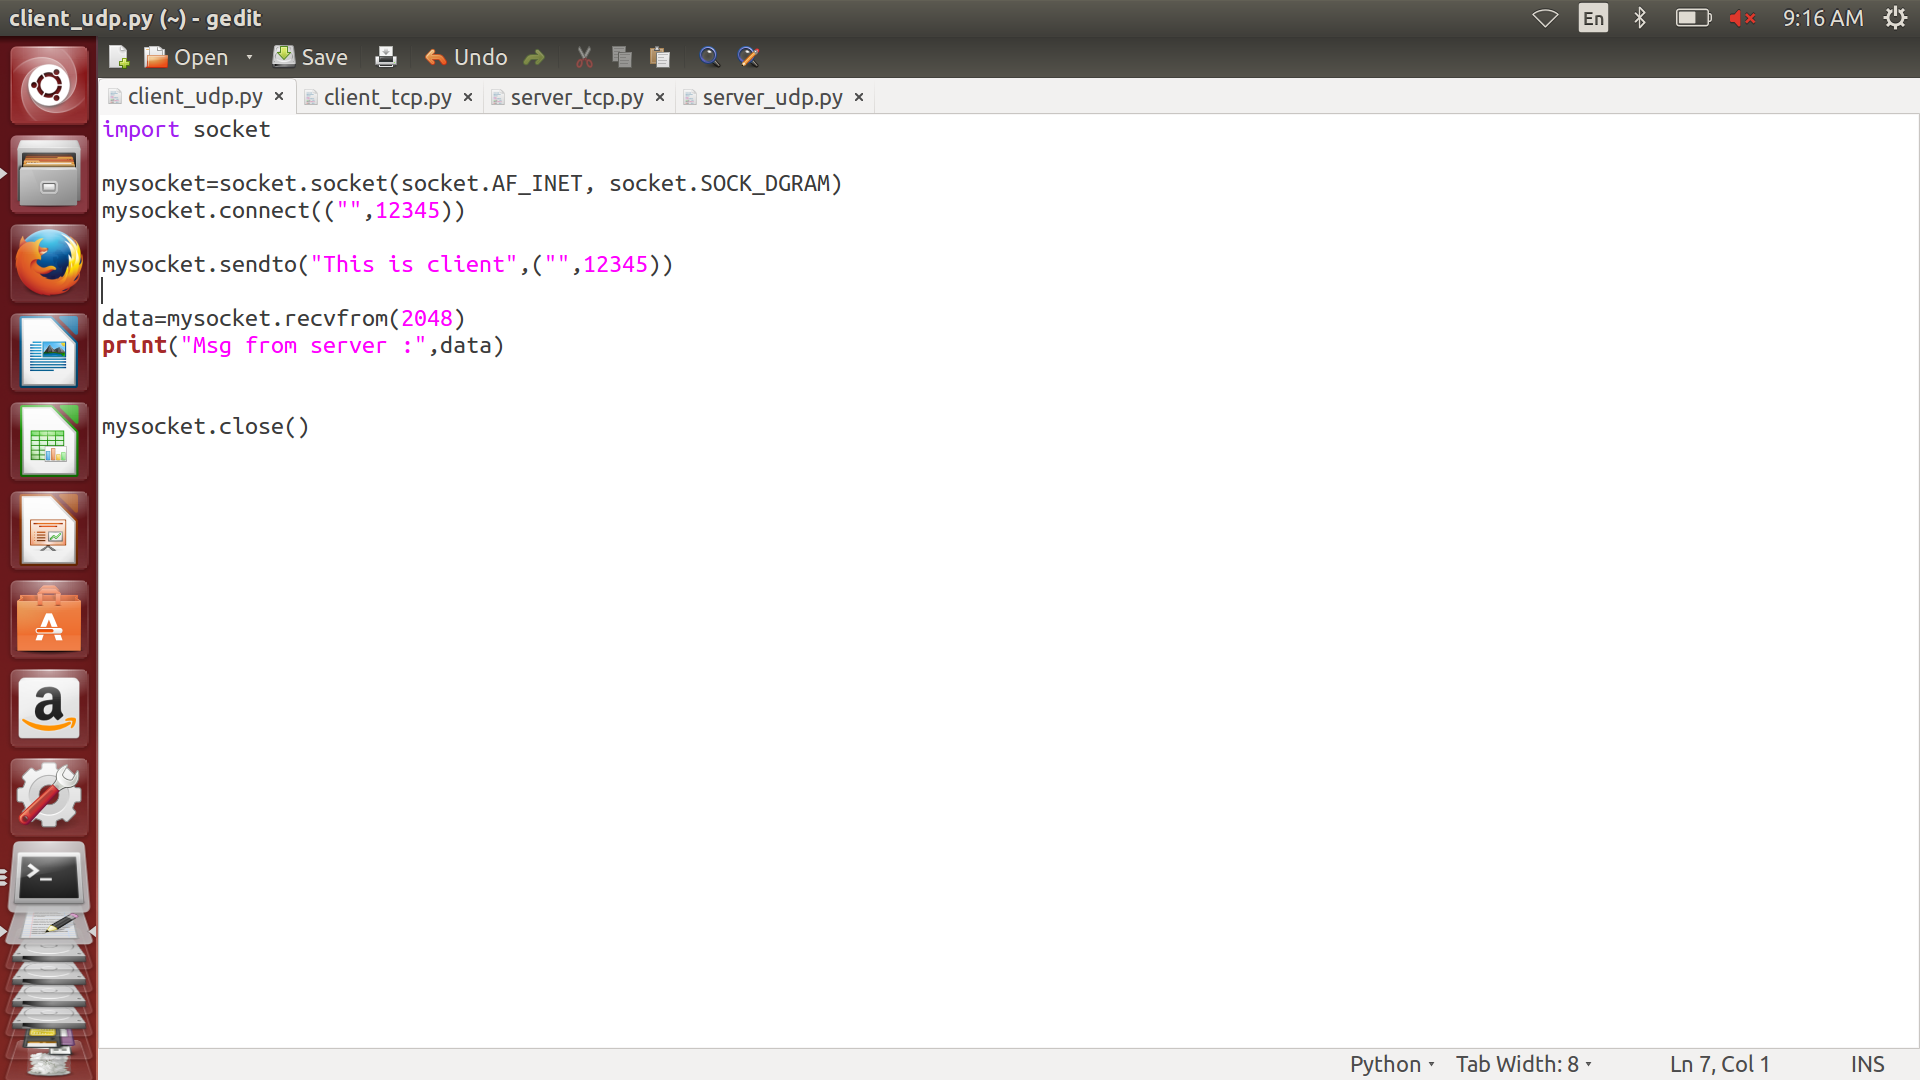 client_udp.py (~) - gedit
En
9:16 AM
Open
Save
Undo
client_udp.py ×
client_tcp.py ×
server_tcp.py ×
server_udp.py ×
import socket
mysocket=socket.socket(socket.AF_INET, socket.SOCK_DGRAM)
mysocket.connect(("",12345))
mysocket.sendto("This is client",("",12345))
data=mysocket.recvfrom(2048)
print("Msg from server :",data)
mysocket.close()
Python
Tab Width: 8
Ln 7, Col 1
INS